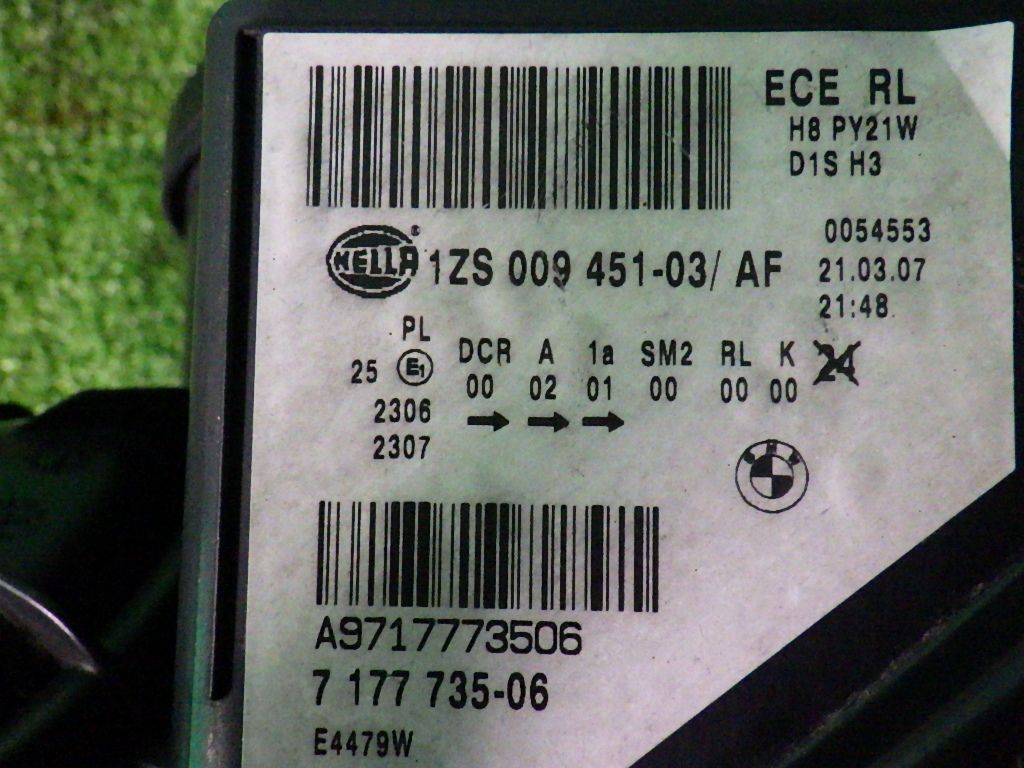 ECE RL
H8 PY21W
D1S H3
HELLA® 1ZS 009 451-03/ AF
0054553
21.03.07
21:48
PL
25 E1
2306
2307
DCR A 1a SM2 RL K 24
00 02 01 00 00 00
BMW
A9717773506
7 177 735-06
E4479W